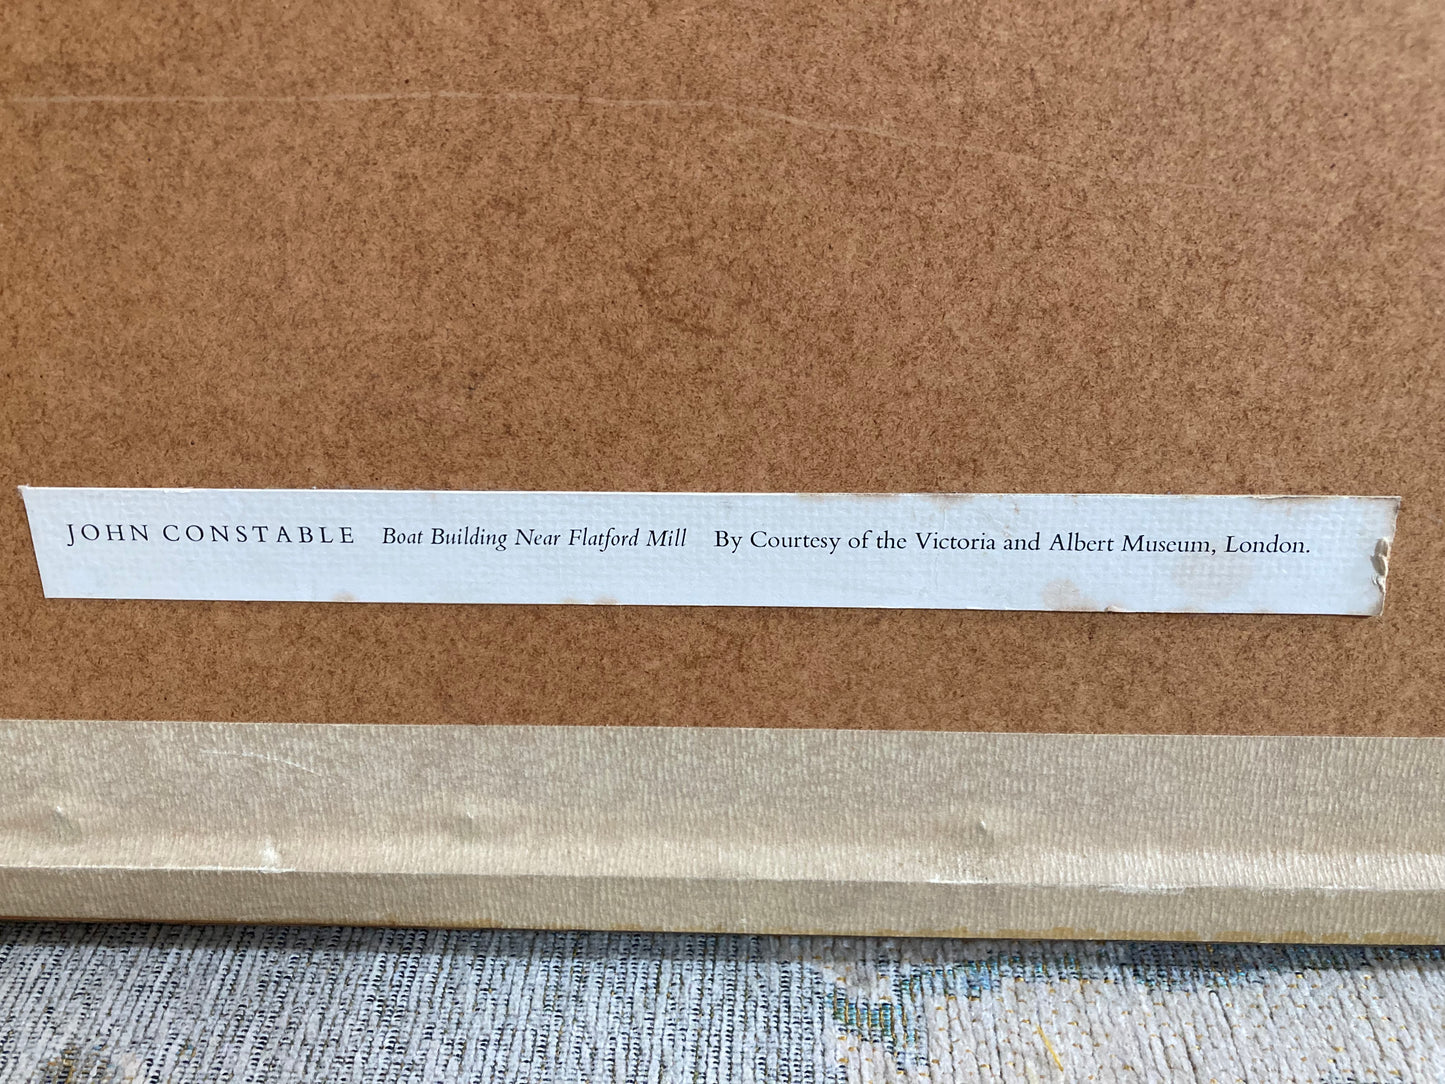 JOHN CONSTABLE Boat Building Near Flatford Mill By Courtesy of the Victoria and Albert Museum, London.